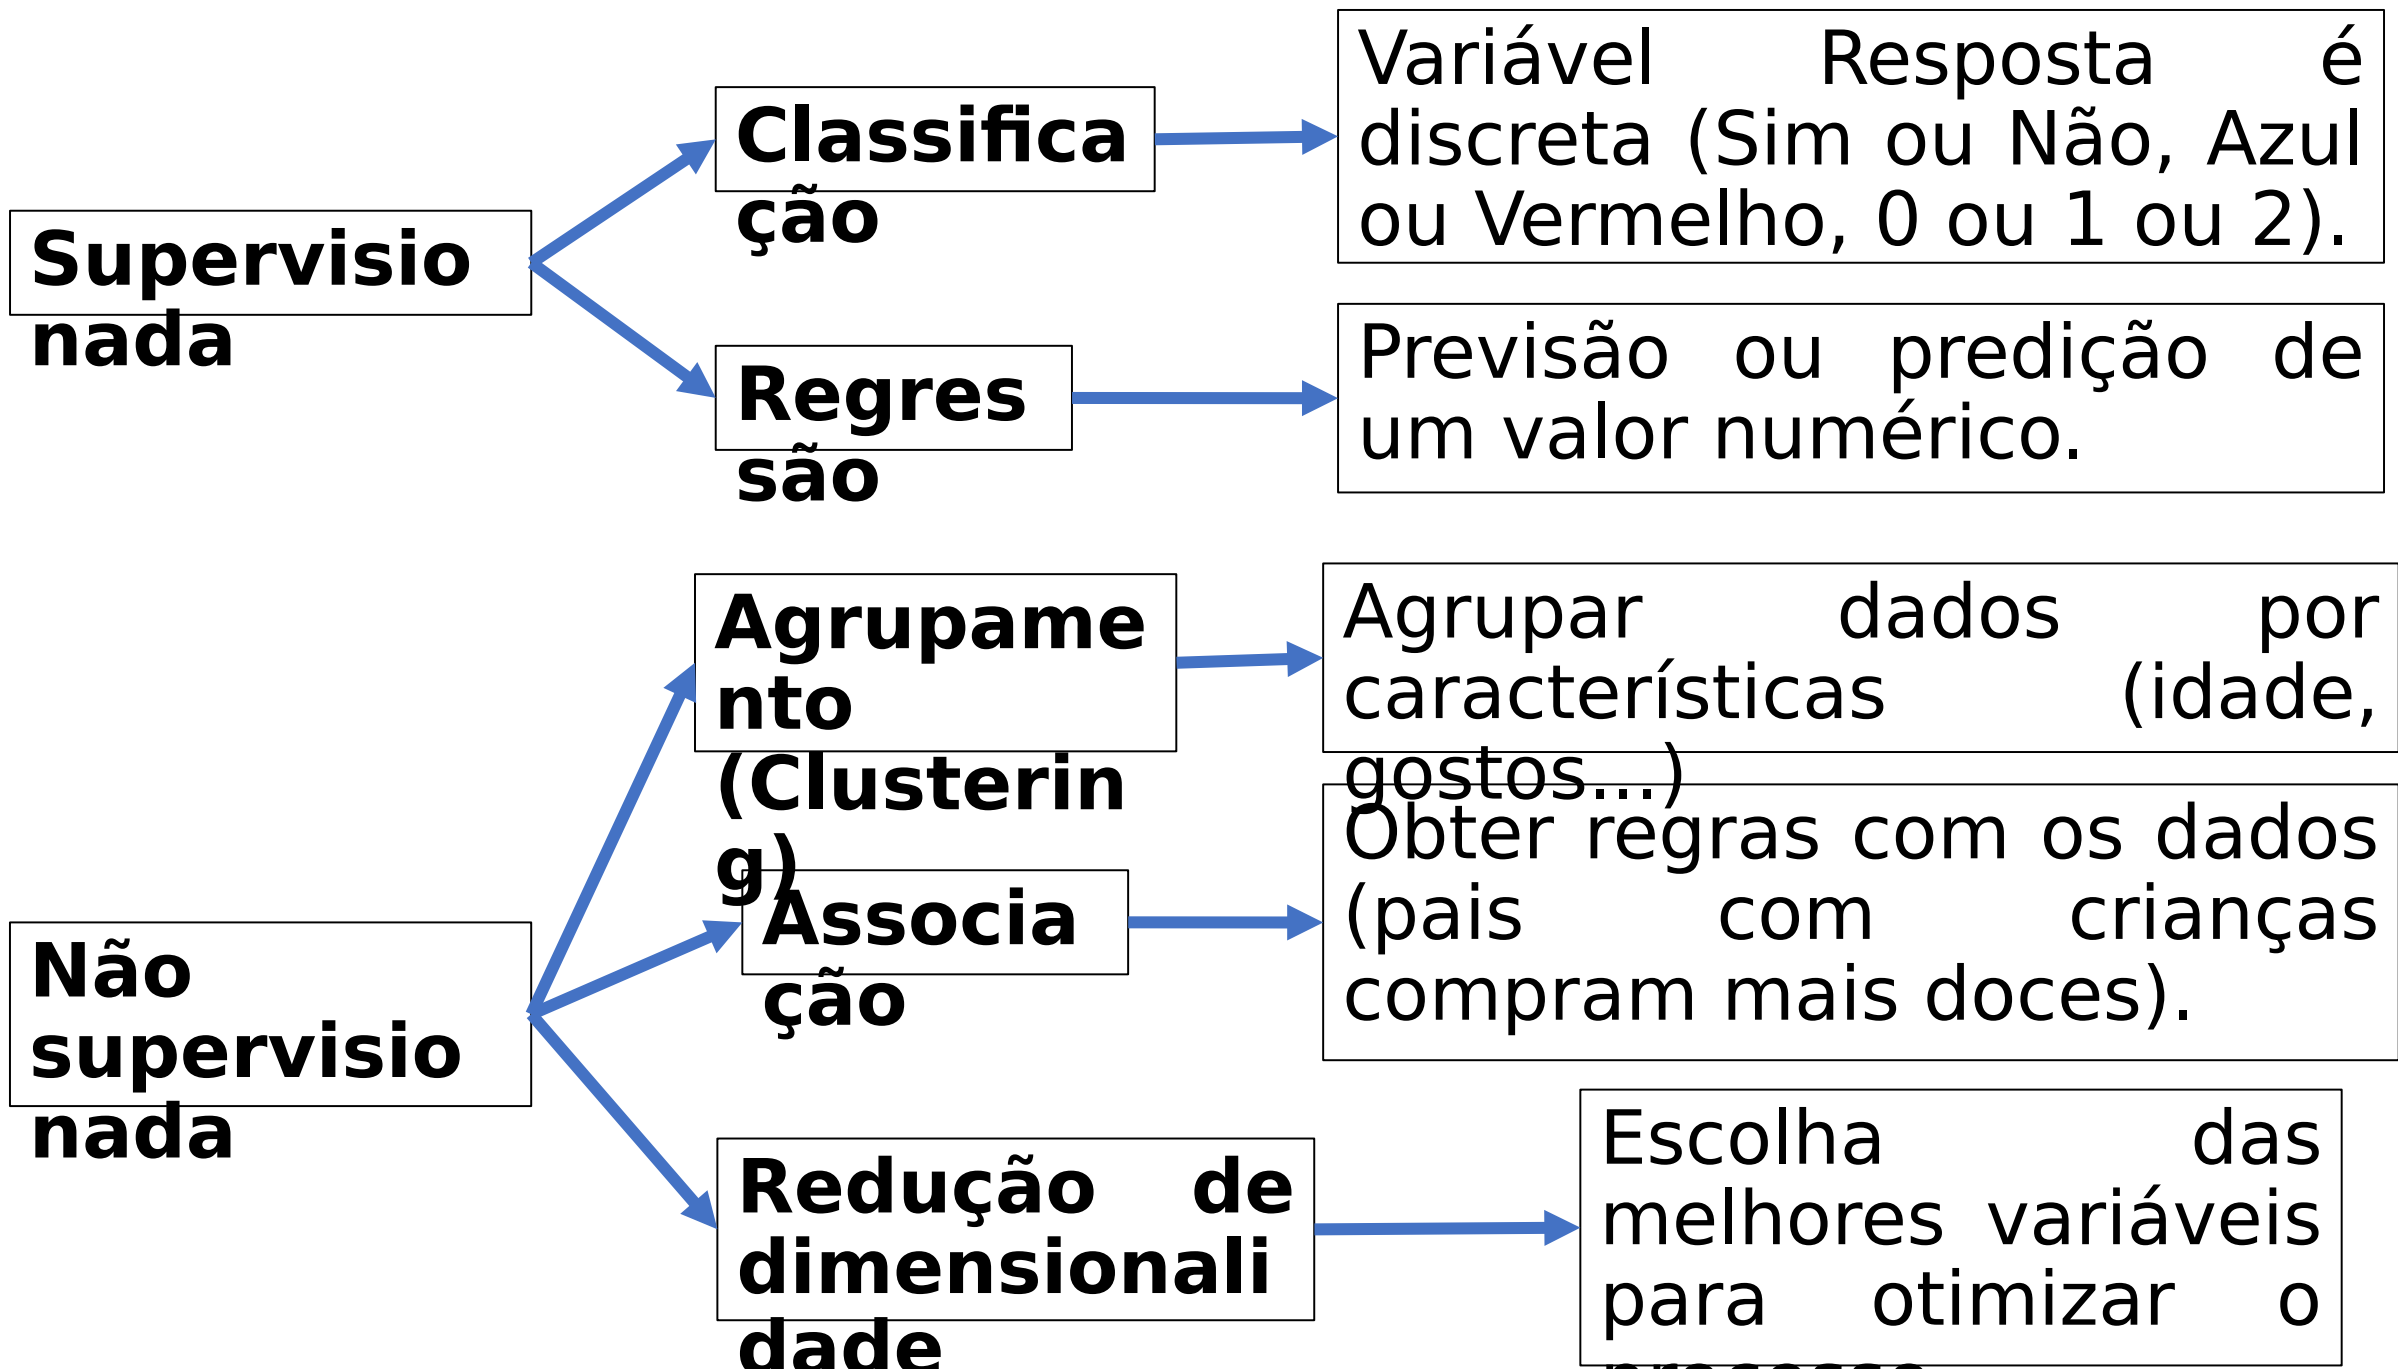 Supervisio
nada
Classifica
ção
Variável Resposta é
discreta (Sim ou Não, Azul
ou Vermelho, 0 ou 1 ou 2).
Regres
são
Previsão ou predição de
um valor numérico.
Não
supervisio
nada
Agrupame
nto
(Clusterin
g)
Agrupar dados por
características (idade,
gostos...)
Associa
ção
Obter regras com os dados
(pais com crianças
compram mais doces).
Redução de
dimensionali
dade
Escolha das
melhores variáveis
para otimizar o